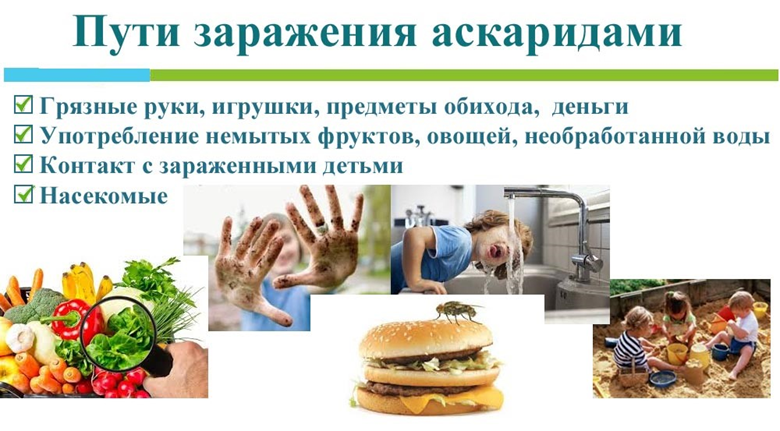 Пути заражения аскаридами
Грязные руки, игрушки, предметы обихода, деньги
Употребление немытых фруктов, овощей, необработанной воды
Контакт с зараженными детьми
Насекомые